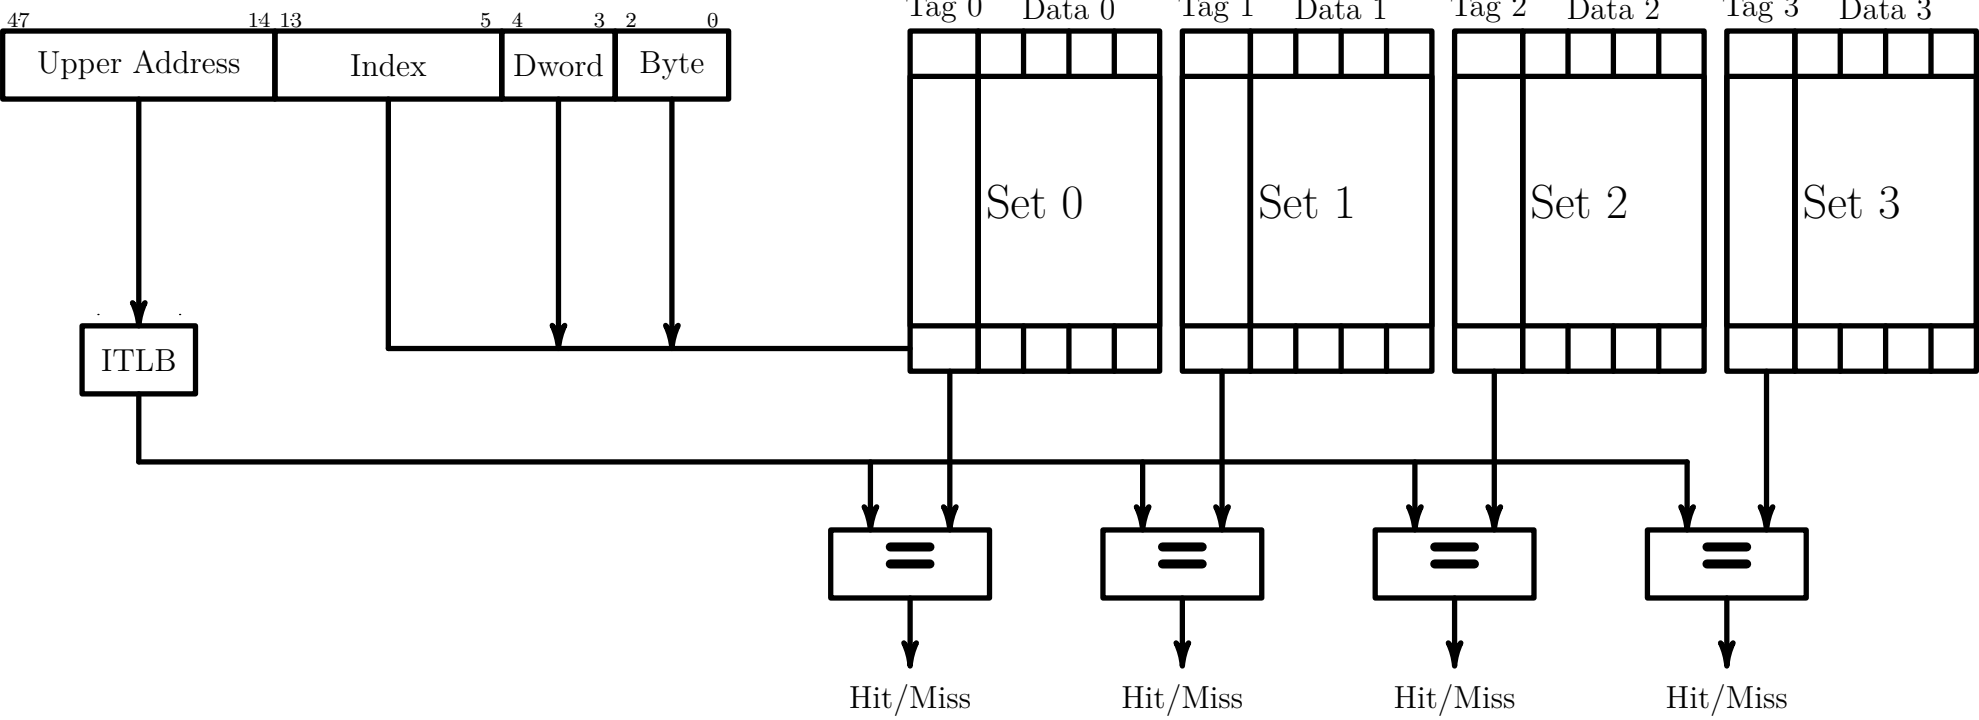 Tag 0 Data 0 Tag 1 Data 1 Tag 2 Data 2 Tag 3 Data 3
47 14 13 5 4 3 2 0
Upper Address Index Dword Byte
Set 0 Set 1 Set 2 Set 3
ITLB
= = = =
Hit/Miss Hit/Miss Hit/Miss Hit/Miss